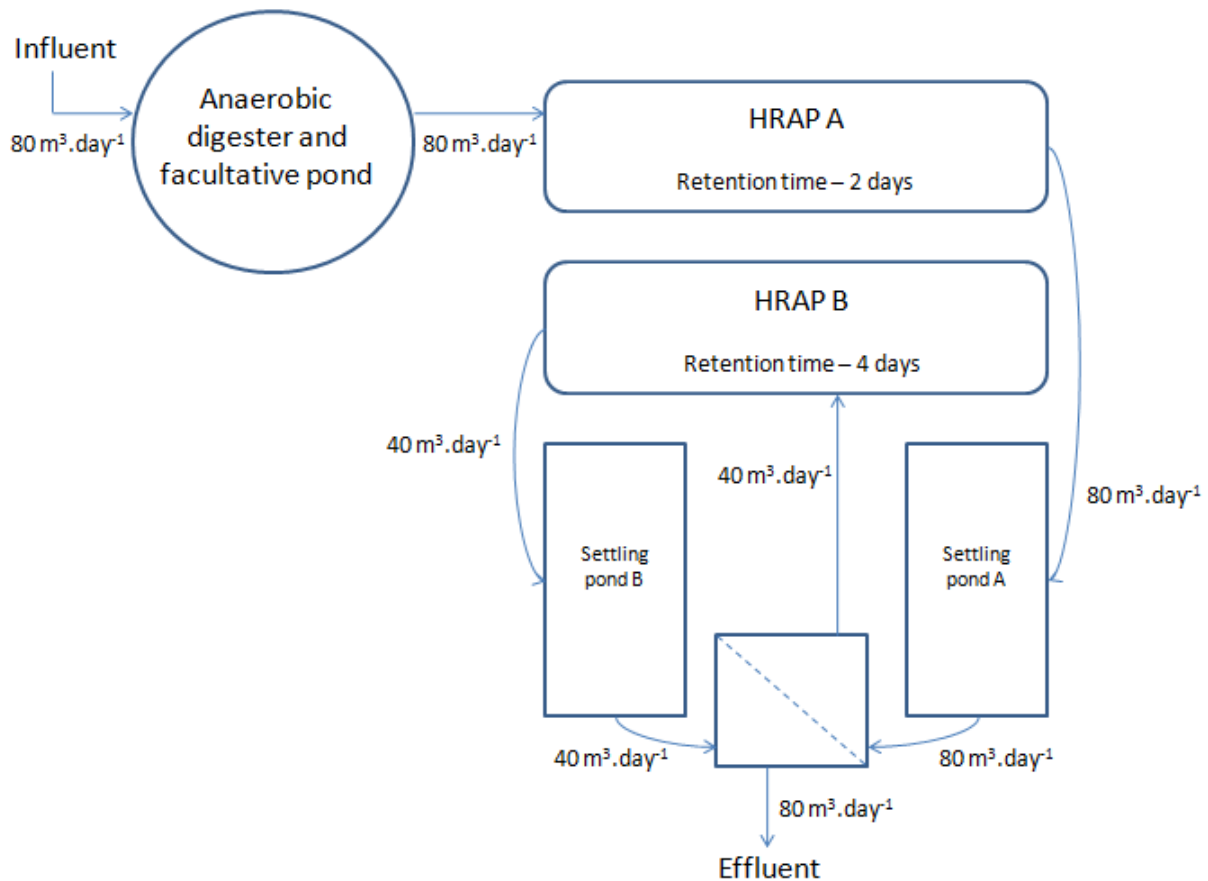 Influent
80 m³.day⁻¹
Anaerobic
digester and
facultative pond
80 m³.day⁻¹
HRAP A
Retention time – 2 days
HRAP B
Retention time – 4 days
40 m³.day⁻¹
40 m³.day⁻¹
80 m³.day⁻¹
Settling
pond B
Settling
pond A
40 m³.day⁻¹
80 m³.day⁻¹
80 m³.day⁻¹
Effluent